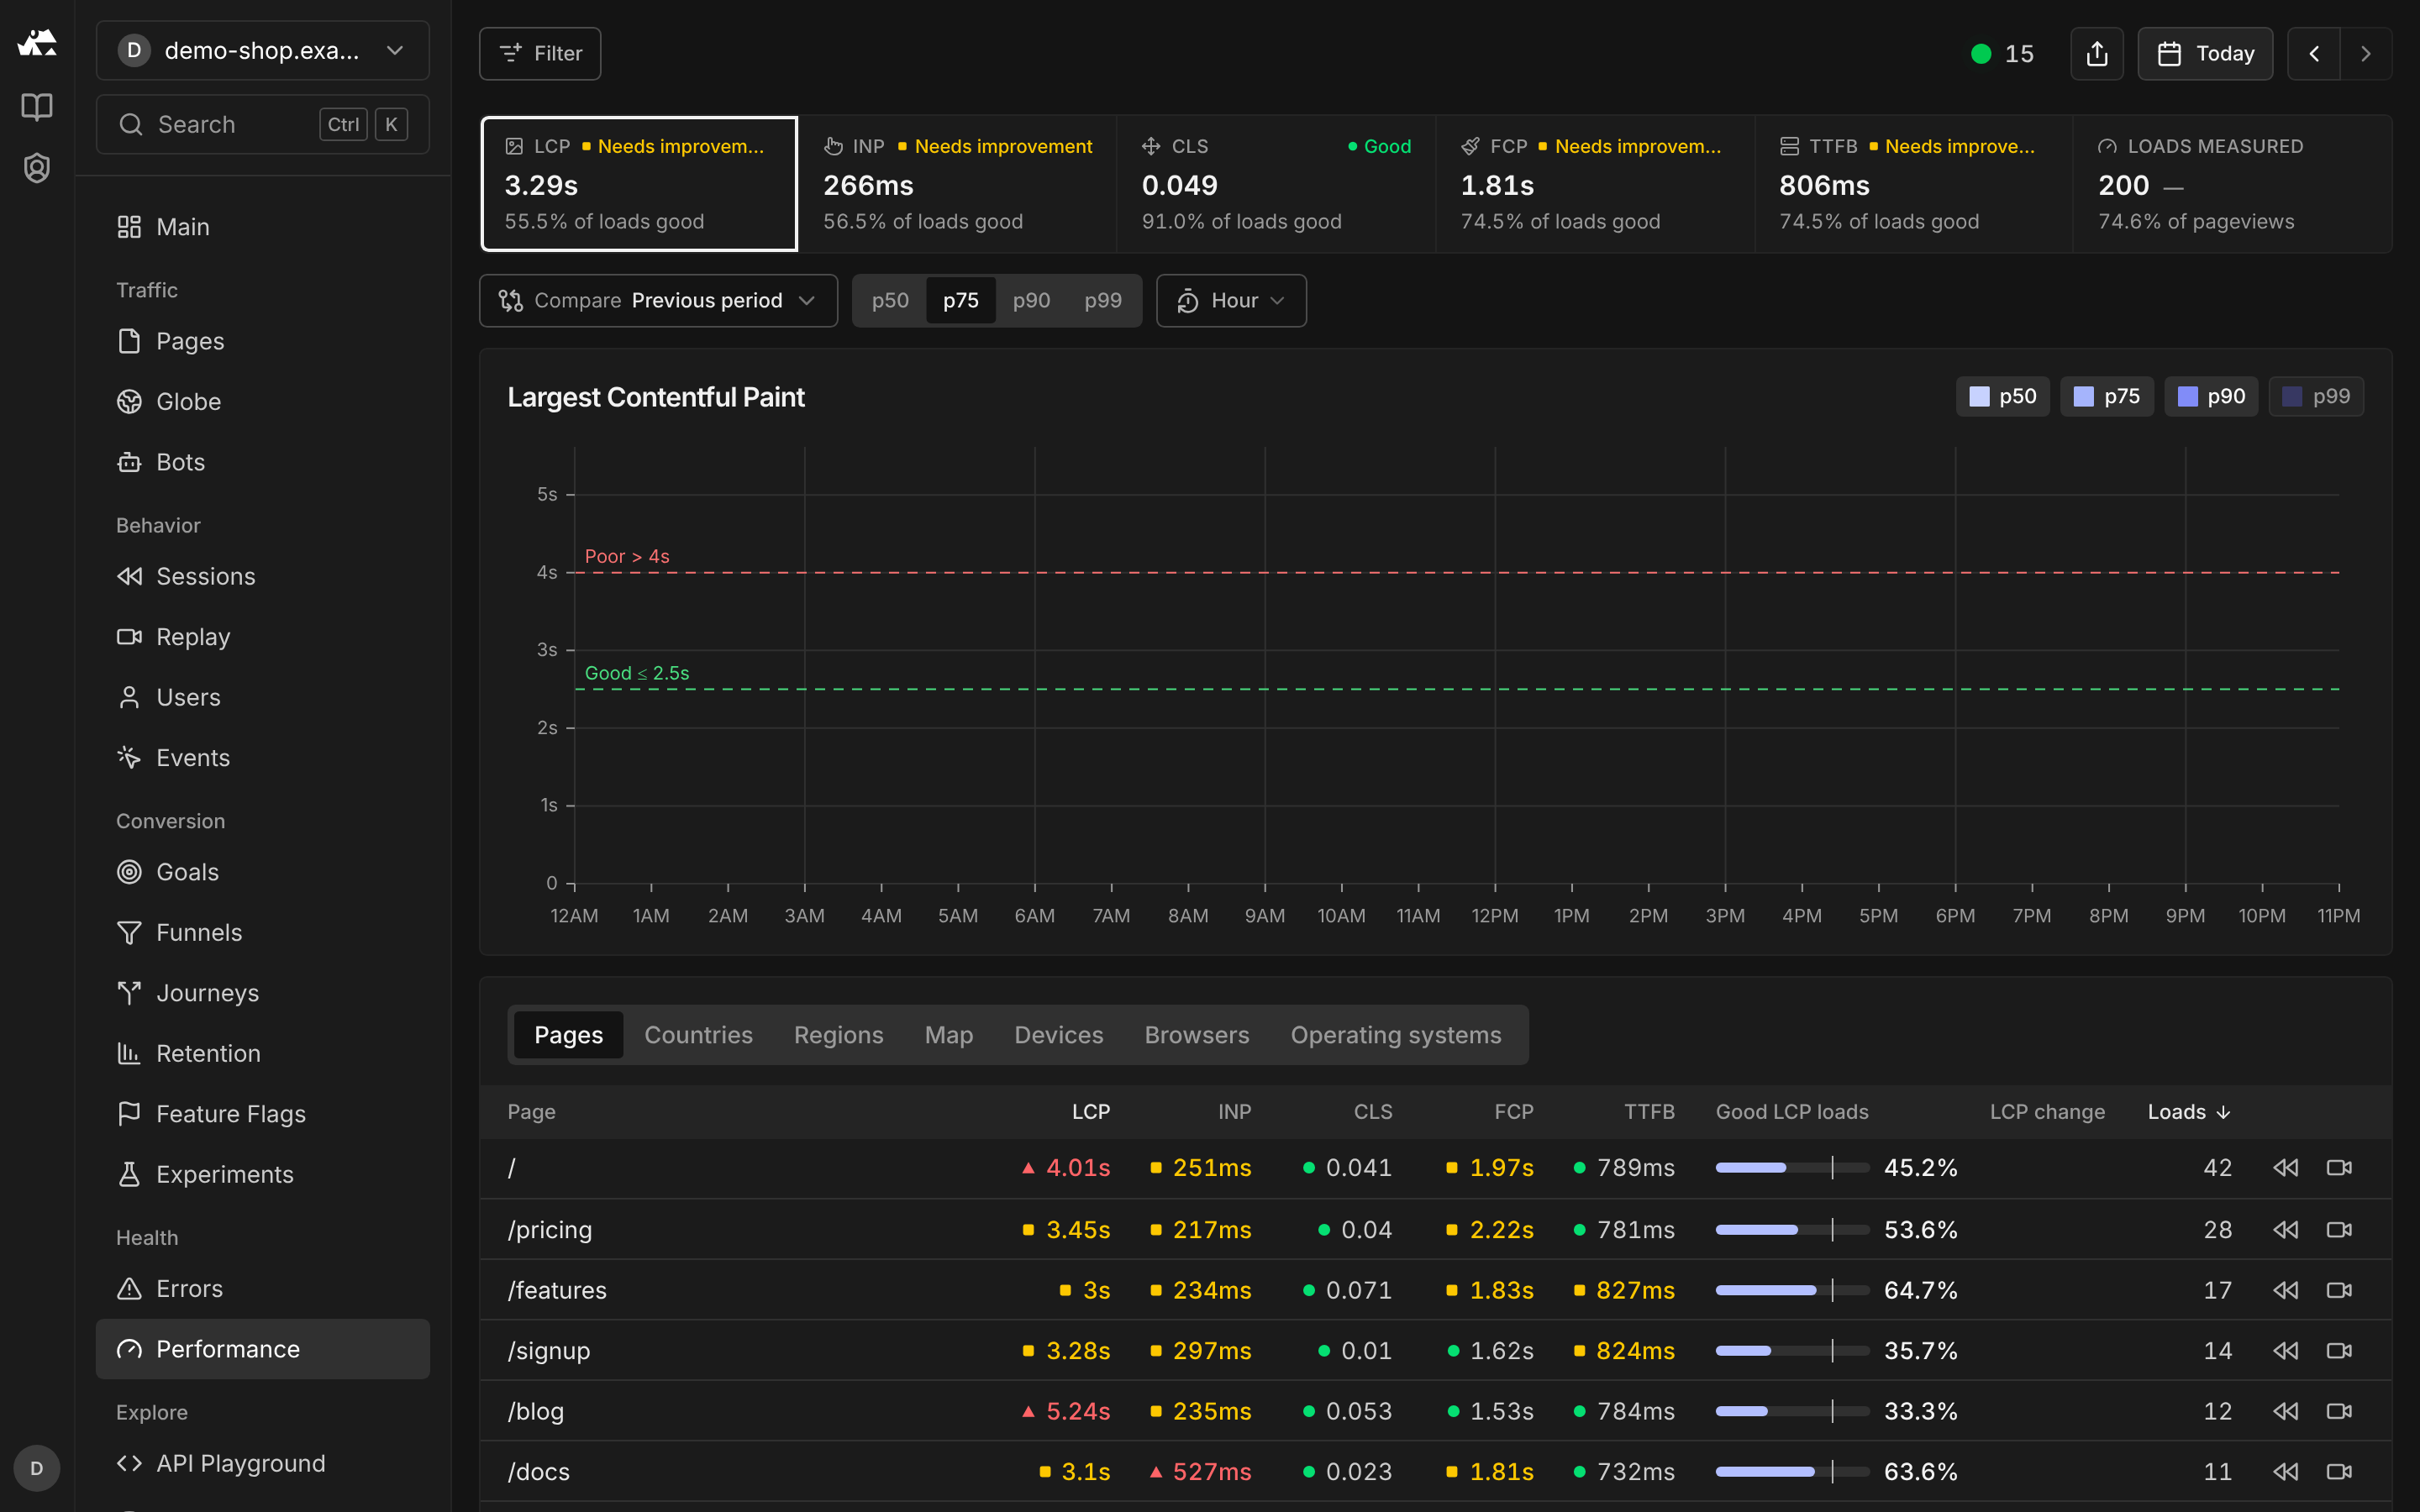 D demo-shop.exa...
Search Ctrl K
Main
Traffic
Pages
Globe
Bots
Behavior
Sessions
Replay
Users
Events
Conversion
Goals
Funnels
Journeys
Retention
Feature Flags
Experiments
Health
Errors
Performance
Explore
API Playground
D
Filter
15
Today
LCP Needs improvem...
3.29s
55.5% of loads good
INP Needs improvement
266ms
56.5% of loads good
CLS Good
0.049
91.0% of loads good
FCP Needs improvem...
1.81s
74.5% of loads good
TTFB Needs improve...
806ms
74.5% of loads good
LOADS MEASURED
200 —
74.6% of pageviews
Compare Previous period
p50 p75 p90 p99
Hour
Largest Contentful Paint
p50 p75 p90 p99
5s
Poor > 4s
4s
3s
Good ≤ 2.5s
2s
1s
0
12AM 1AM 2AM 3AM 4AM 5AM 6AM 7AM 8AM 9AM 10AM 11AM 12PM 1PM 2PM 3PM 4PM 5PM 6PM 7PM 8PM 9PM 10PM 11PM
Pages Countries Regions Map Devices Browsers Operating systems
Page LCP INP CLS FCP TTFB Good LCP loads LCP change Loads ↓
/ 4.01s 251ms 0.041 1.97s 789ms 45.2% 42
/pricing 3.45s 217ms 0.04 2.22s 781ms 53.6% 28
/features 3s 234ms 0.071 1.83s 827ms 64.7% 17
/signup 3.28s 297ms 0.01 1.62s 824ms 35.7% 14
/blog 5.24s 235ms 0.053 1.53s 784ms 33.3% 12
/docs 3.1s 527ms 0.023 1.81s 732ms 63.6% 11